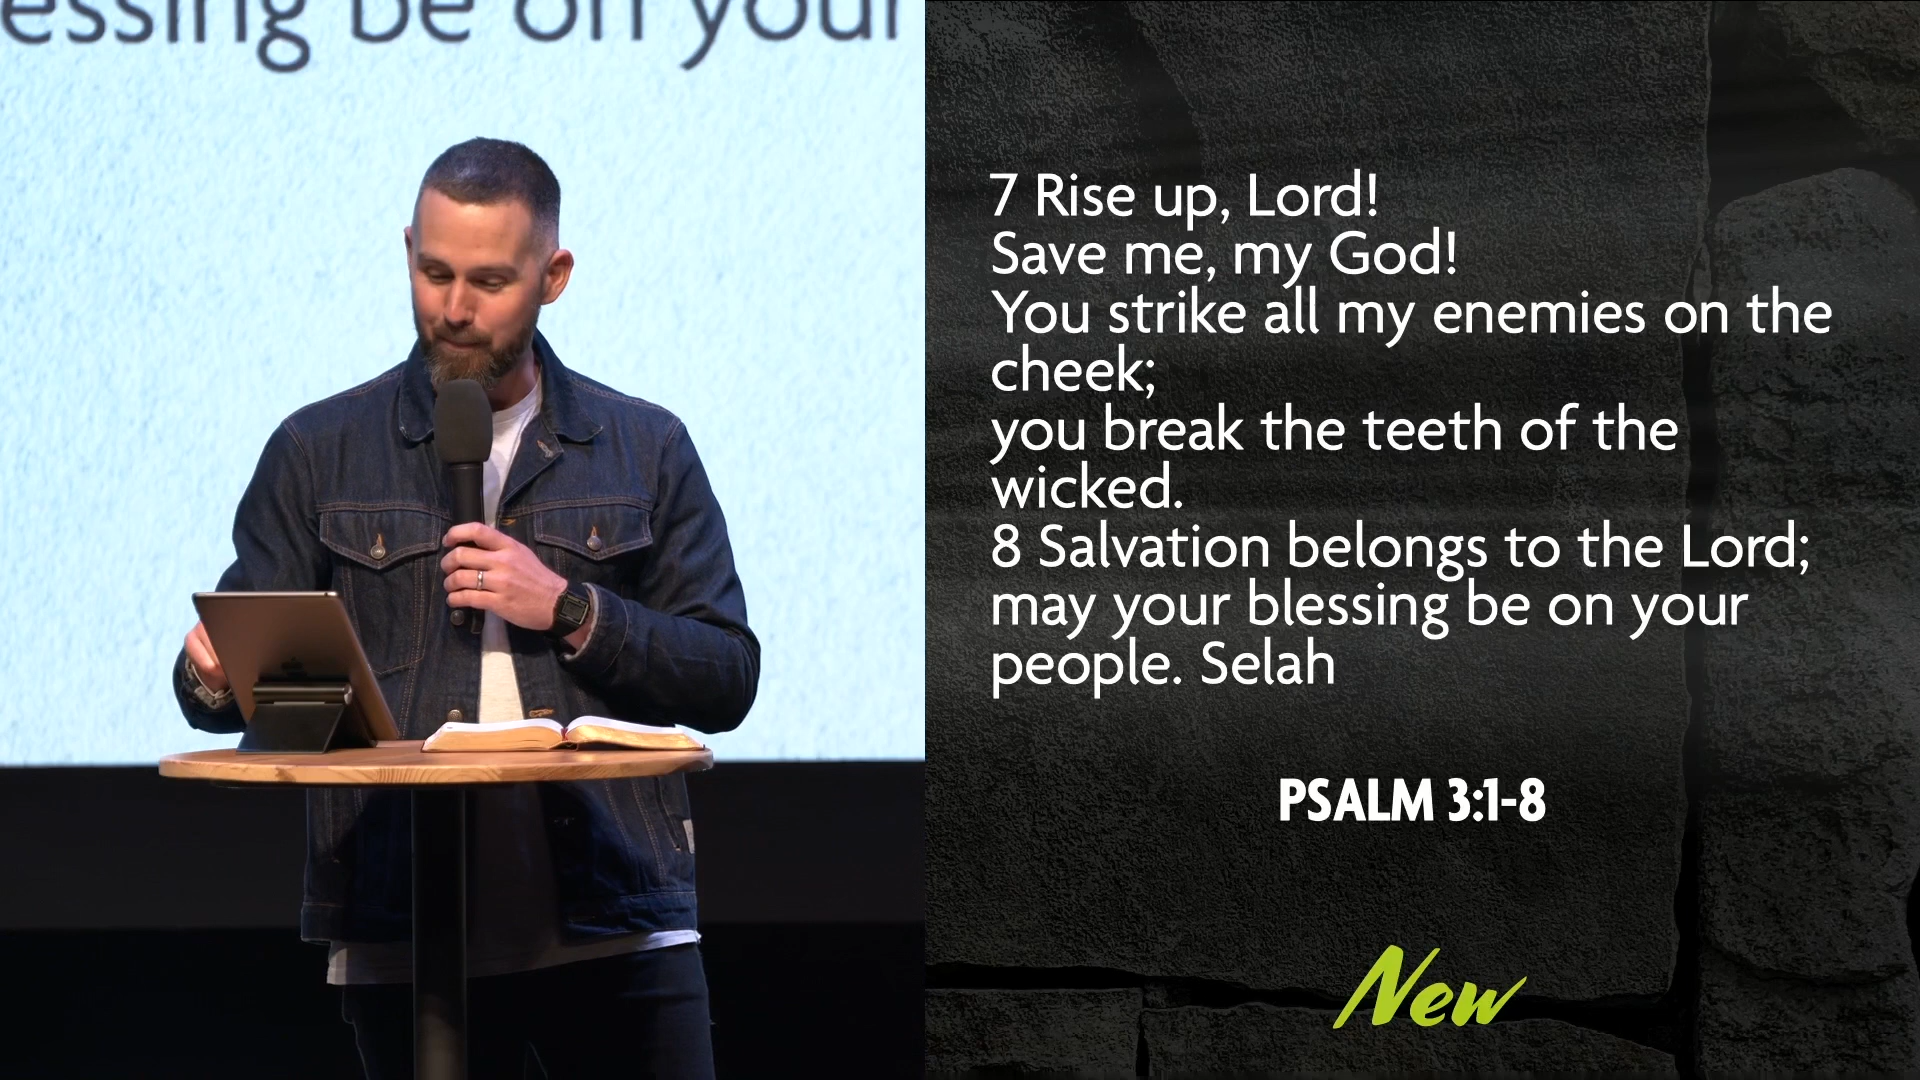 essing be on your
7 Rise up, Lord!
Save me, my God!
You strike all my enemies on the
cheek;
you break the teeth of the
wicked.
8 Salvation belongs to the Lord;
may your blessing be on your
people. Selah
PSALM 3:1-8
New